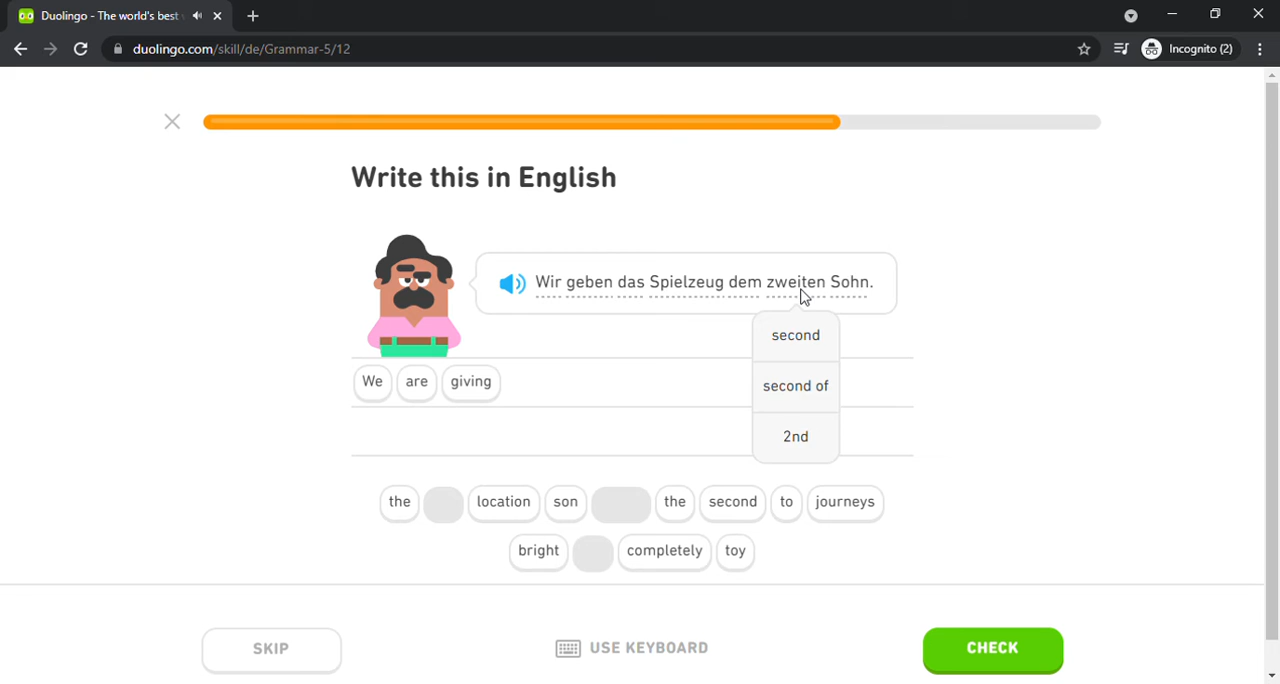 Duolingo - The world's best
duolingo.com/skill/de/Grammar-5/12
Incognito (2)
Write this in English
Wir geben das Spielzeug dem zweiten Sohn.
second
second of
2nd
We are giving
the location son the second to journeys
bright completely toy
SKIP
USE KEYBOARD
CHECK